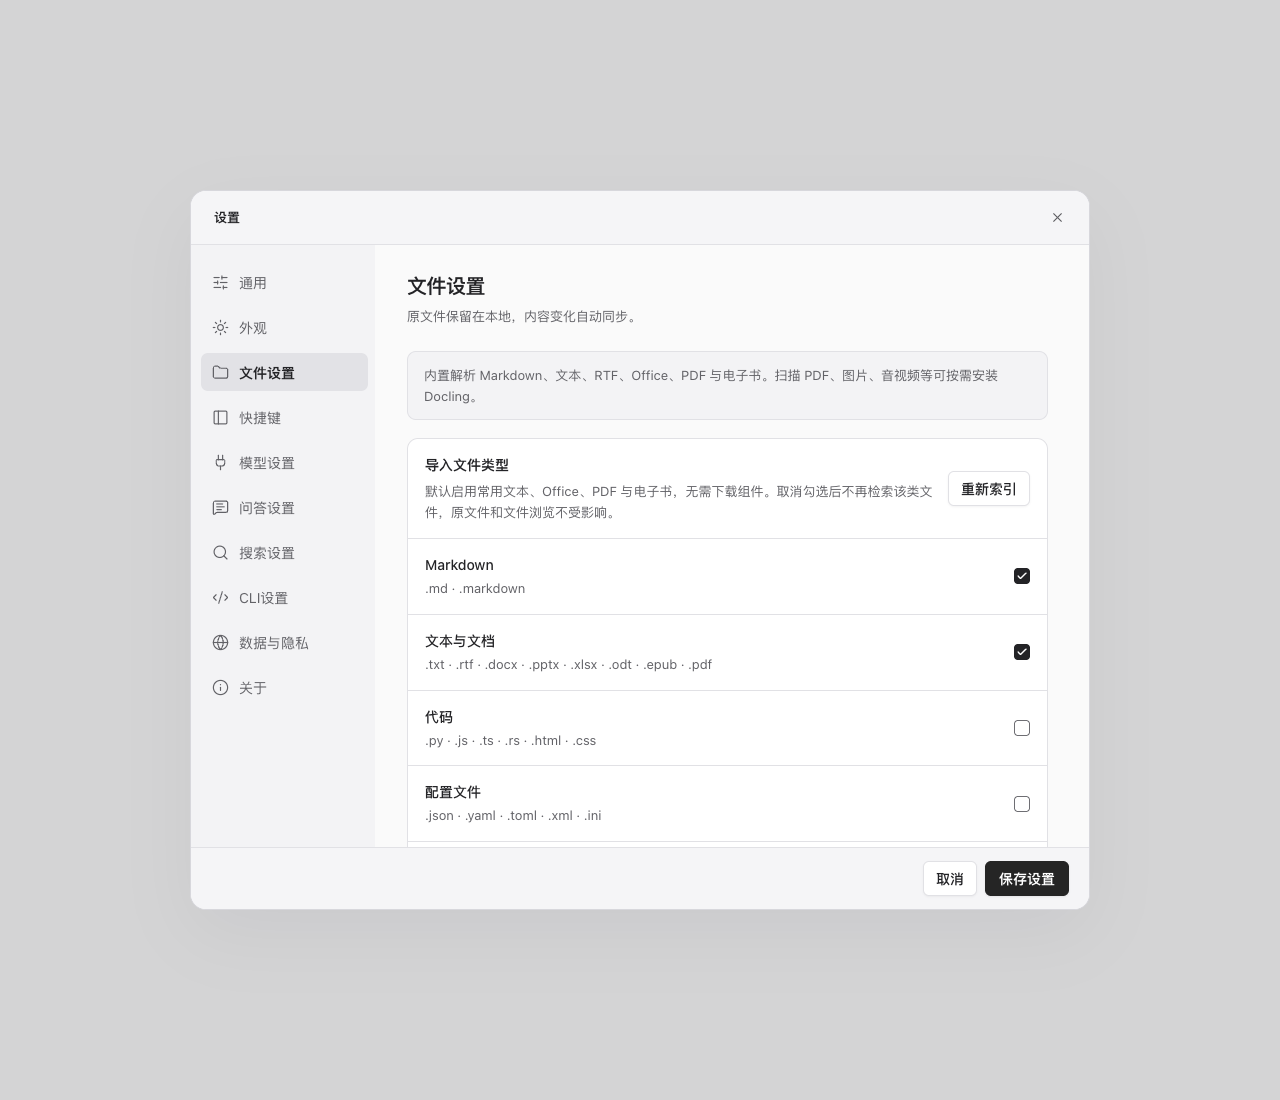 设置
通用
外观
文件设置
快捷键
模型设置
问答设置
搜索设置
CLI设置
数据与隐私
关于
文件设置
原文件保留在本地，内容变化自动同步。
内置解析 Markdown、文本、RTF、Office、PDF 与电子书。扫描 PDF、图片、音视频等可按需安装
Docling。
导入文件类型
默认启用常用文本、Office、PDF 与电子书，无需下载组件。取消勾选后不再检索该类文
件，原文件和文件浏览不受影响。
重新索引
Markdown
.md · .markdown
文本与文档
.txt · .rtf · .docx · .pptx · .xlsx · .odt · .epub · .pdf
代码
.py · .js · .ts · .rs · .html · .css
配置文件
.json · .yaml · .toml · .xml · .ini
取消
保存设置